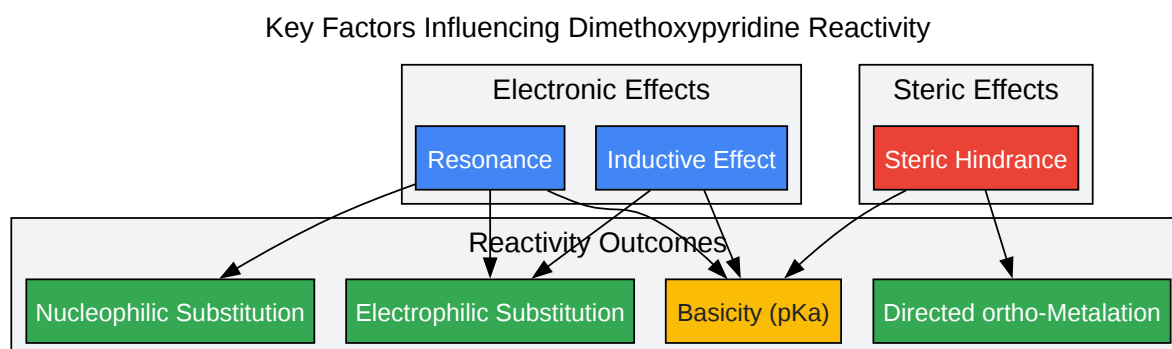 Key Factors Influencing Dimethoxypyridine Reactivity
Electronic Effects
Steric Effects
Resonance
Inductive Effect
Steric Hindrance
Reactivity Outcomes
Nucleophilic Substitution
Electrophilic Substitution
Basicity (pKa)
Directed ortho-Metalation